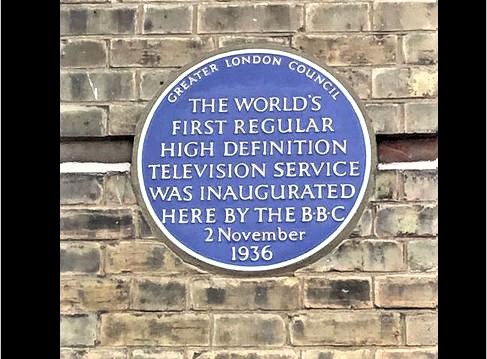 GREATER LONDON COUNCIL
THE WORLD'S
FIRST REGULAR
HIGH DEFINITION
TELEVISION SERVICE
WAS INAUGURATED
HERE BY THE B·B·C
2 November
1936